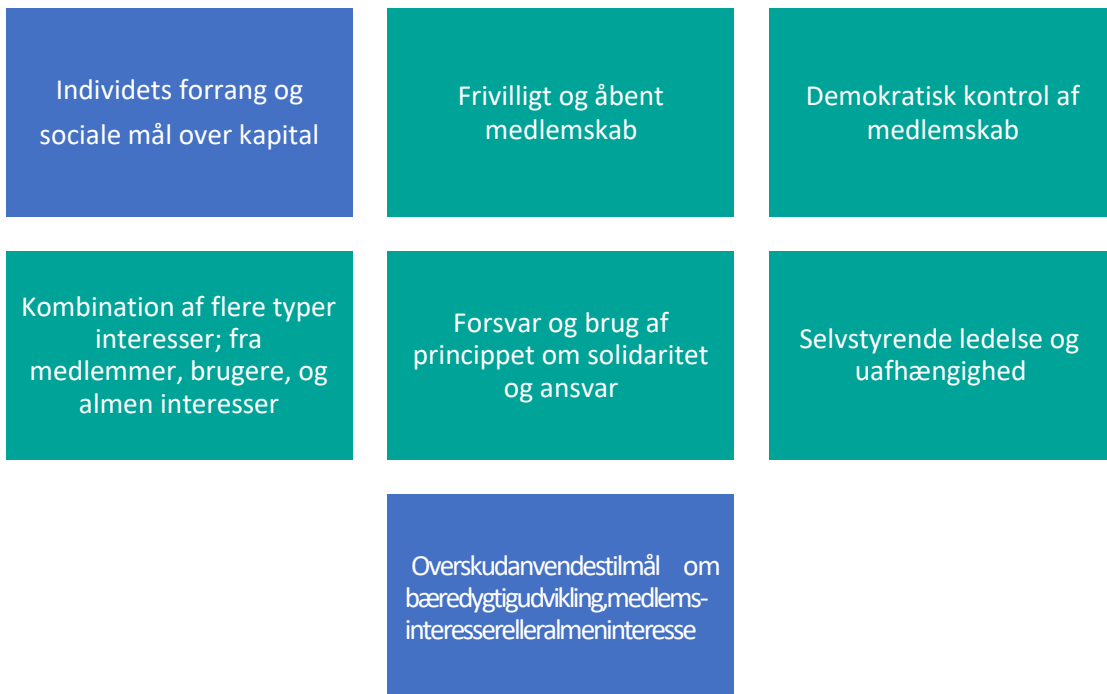 Individets forrang og
sociale mål over kapital
Frivilligt og åbent
medlemskab
Demokratisk kontrol af
medlemskab
Kombination af flere typer
interesser; fra
medlemmer, brugere, og
almen interesser
Forsvar og brug af
princippet om solidaritet
og ansvar
Selvstyrende ledelse og
uafhængighed
Overskudanvendestilmål om
bæredygtigudvikling,medlems-
interesserelleralmeninteresse